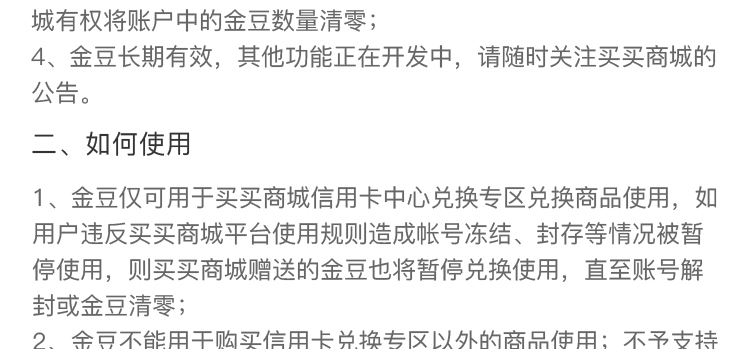 城有权将账户中的金豆数量清零；
4、金豆长期有效，其他功能正在开发中，请随时关注买买商城的
公告。
二、如何使用
1、金豆仅可用于买买商城信用卡中心兑换专区兑换商品使用，如
用户违反买买商城平台使用规则造成帐号冻结、封存等情况被暂
停使用，则买买商城赠送的金豆也将暂停兑换使用，直至账号解
封或金豆清零；
2、金豆不能用于购买信用卡兑换专区以外的商品使用；不予支持